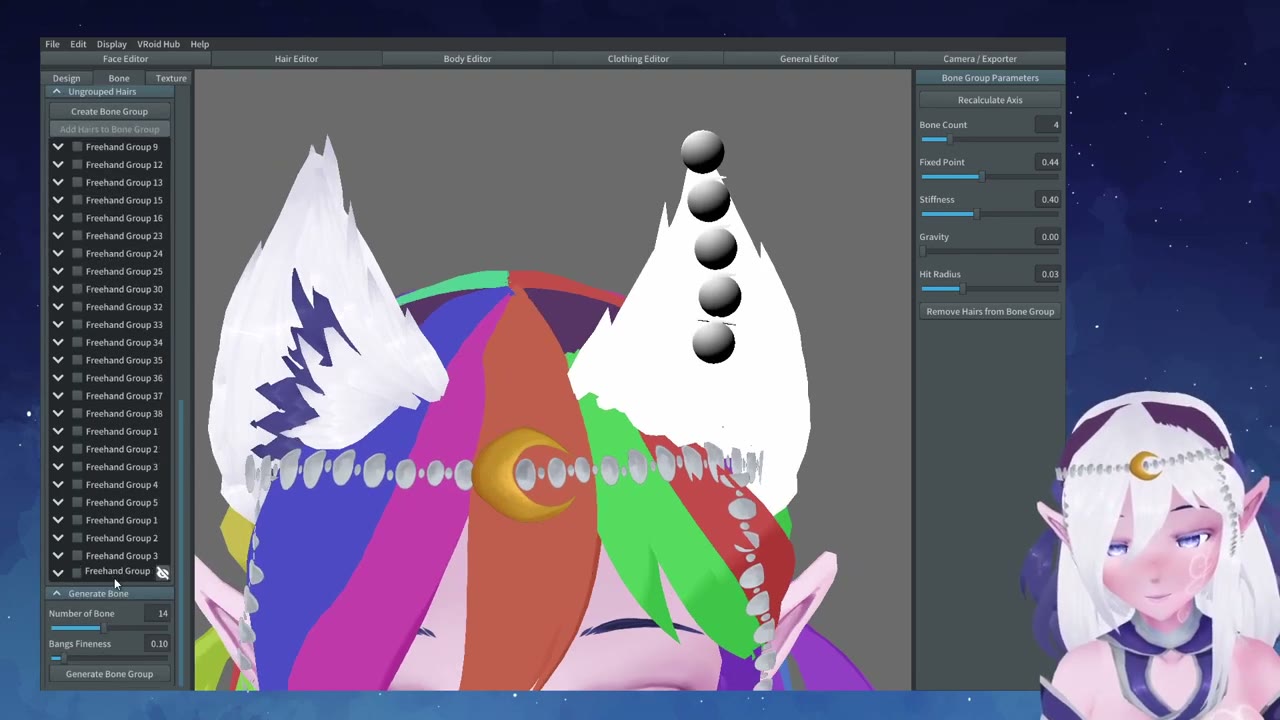 File Edit Display VRoid Hub Help
Face Editor Hair Editor Body Editor Clothing Editor General Editor Camera / Exporter
Design Bone Texture
Ungrouped Hairs
Create Bone Group
Add Hairs to Bone Group
Freehand Group 9
Freehand Group 12
Freehand Group 13
Freehand Group 15
Freehand Group 16
Freehand Group 23
Freehand Group 24
Freehand Group 25
Freehand Group 30
Freehand Group 32
Freehand Group 33
Freehand Group 34
Freehand Group 35
Freehand Group 36
Freehand Group 37
Freehand Group 38
Freehand Group 1
Freehand Group 2
Freehand Group 3
Freehand Group 4
Freehand Group 5
Freehand Group 1
Freehand Group 2
Freehand Group 3
Freehand Group
Generate Bone
Number of Bone 14
Bangs Fineness 0.10
Generate Bone Group
Bone Group Parameters
Recalculate Axis
Bone Count 4
Fixed Point 0.44
Stiffness 0.40
Gravity 0.00
Hit Radius 0.03
Remove Hairs from Bone Group